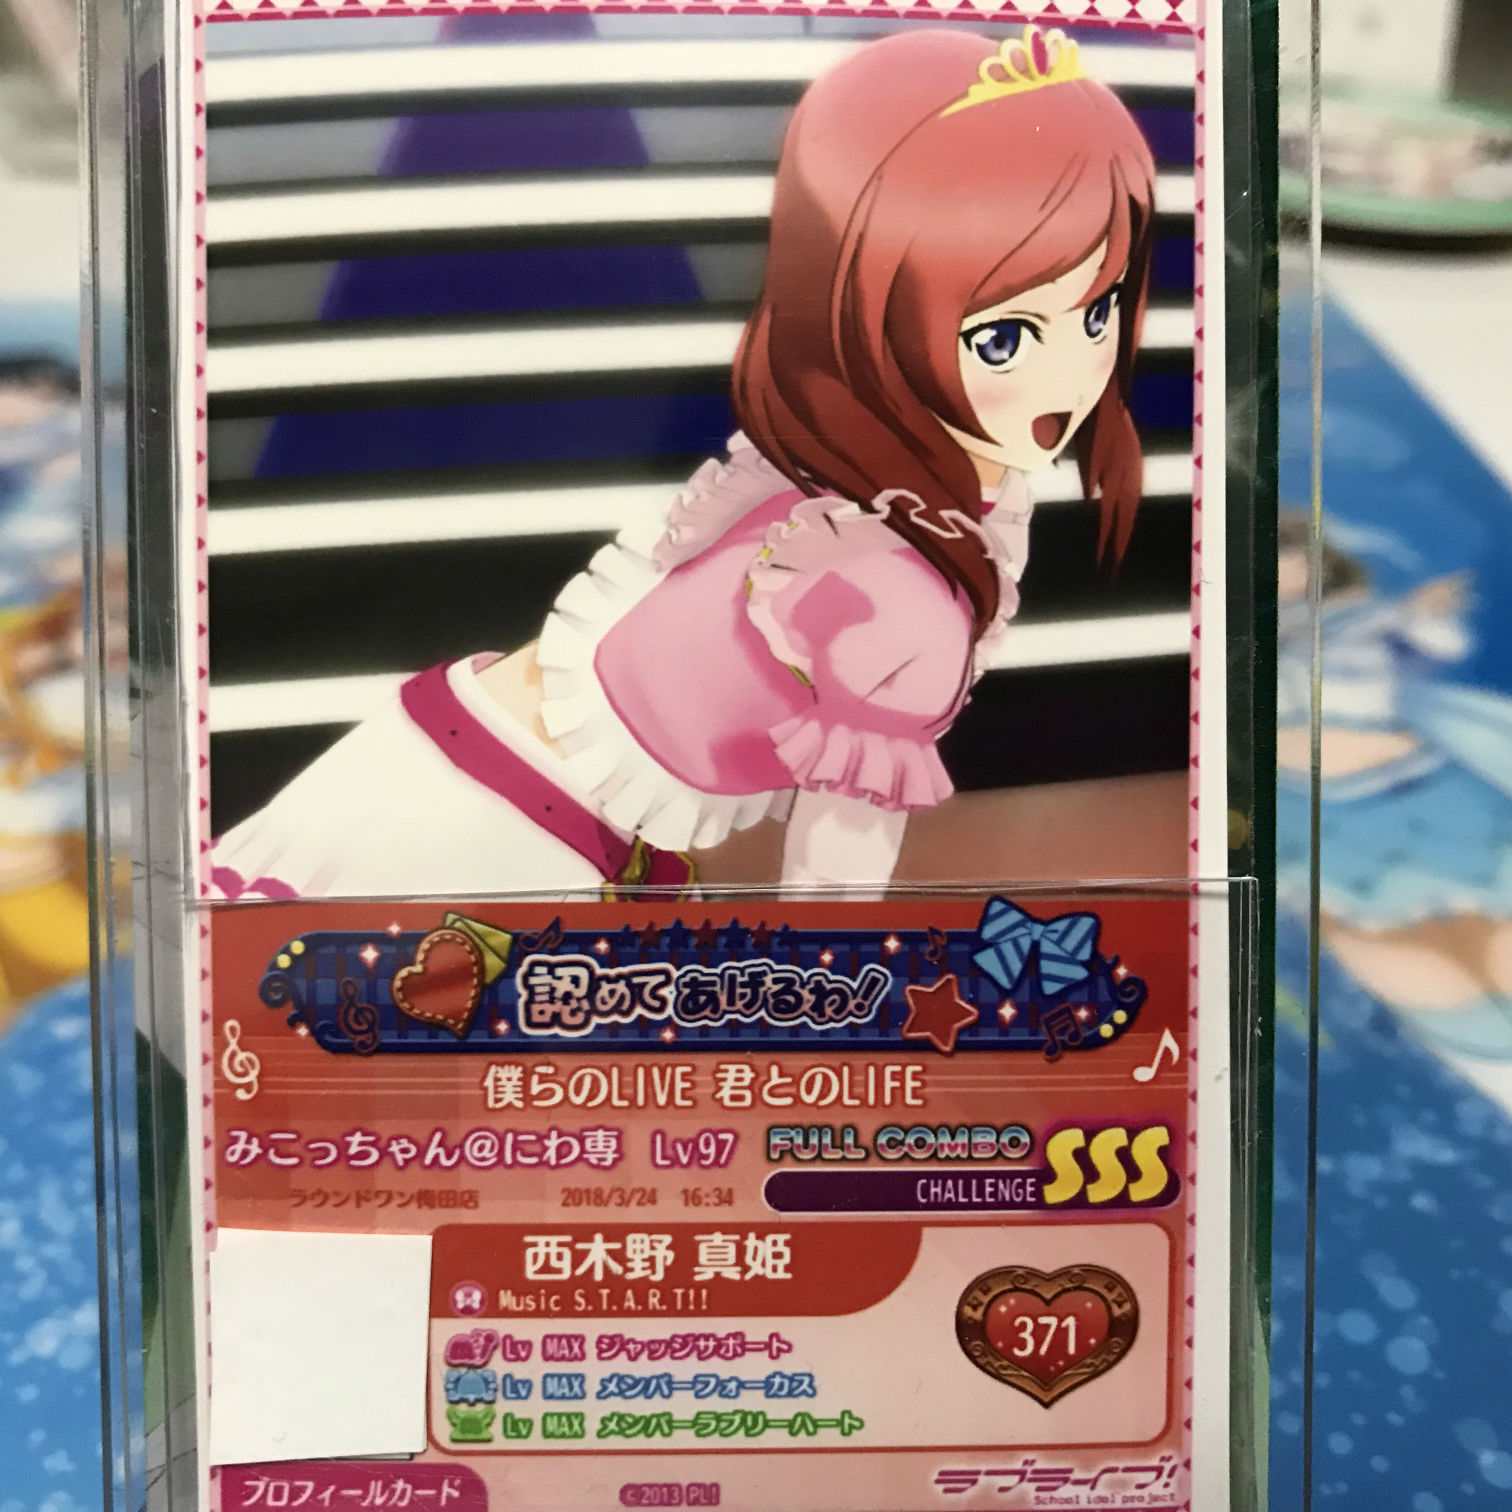 認めてあげるわ!
僕らのLIVE 君とのLIFE
みこっちゃん@にわ専 Lv97
FULL COMBO
CHALLENGE SSS
ラウンドワン梅田店 2018/3/24 16:34
西木野 真姫
Music S.T.A.R.T!!
371
Lv MAX ジャッジサポート
Lv MAX メンバーフォーカス
Lv MAX メンバーラブリーハート
プロフィールカード
©2013 PL!
ラブライブ!
School idol project